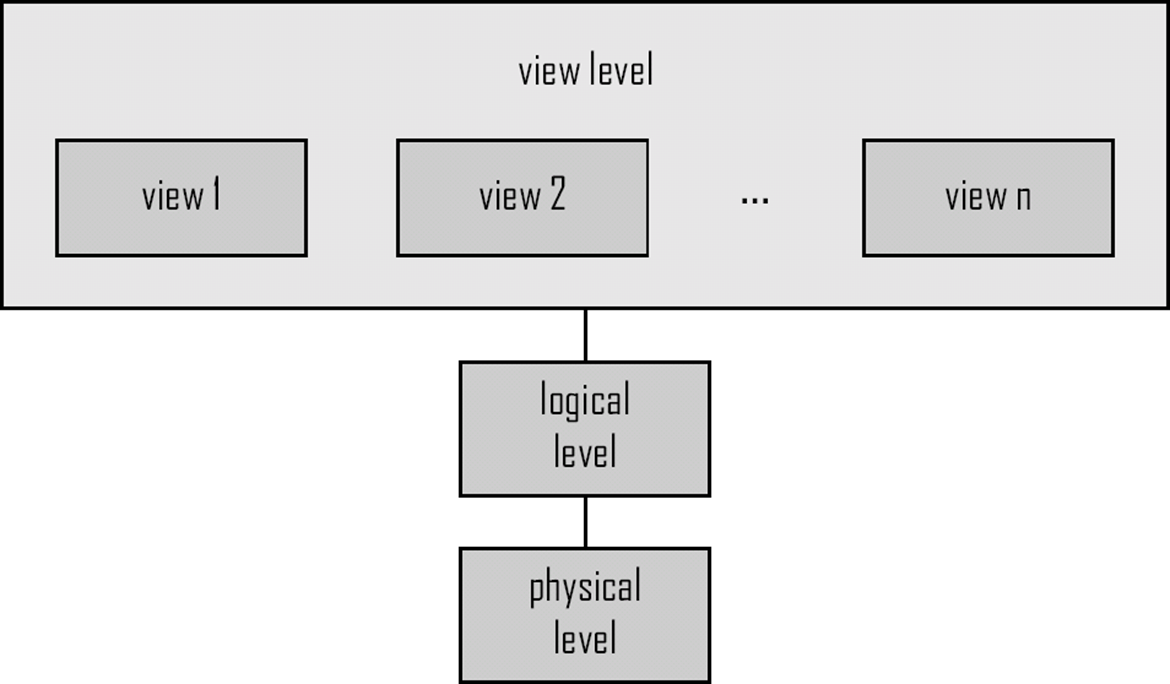 view level
view 1
view 2
...
view n
logical
level
physical
level